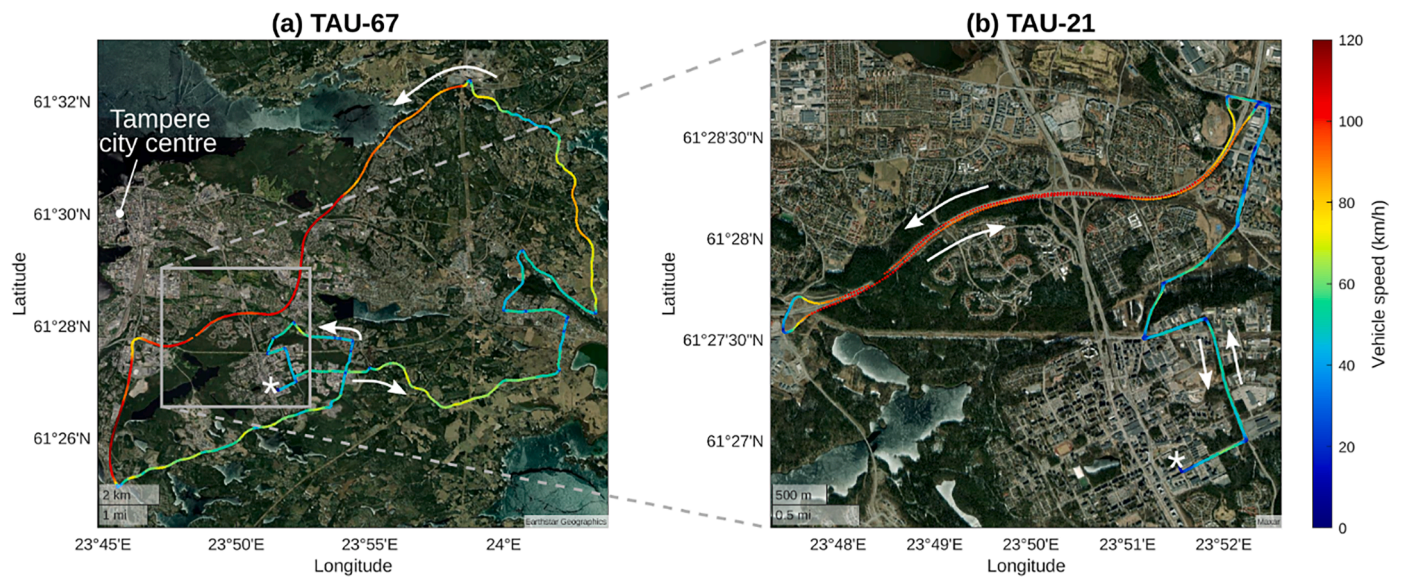 (a) TAU-67
(b) TAU-21
Tampere
city centre
*
61°32'N
61°30'N
61°28'N
61°26'N
Latitude
2 km
1 mi
Earthstar Geographics
23°45'E
23°50'E
23°55'E
24°E
Longitude
61°28'30"N
61°28'N
61°27'30"N
61°27'N
Latitude
*
500 m
0.5 mi
Maxar
23°48'E
23°49'E
23°50'E
23°51'E
23°52'E
Longitude
120
100
80
60
40
20
0
Vehicle speed (km/h)